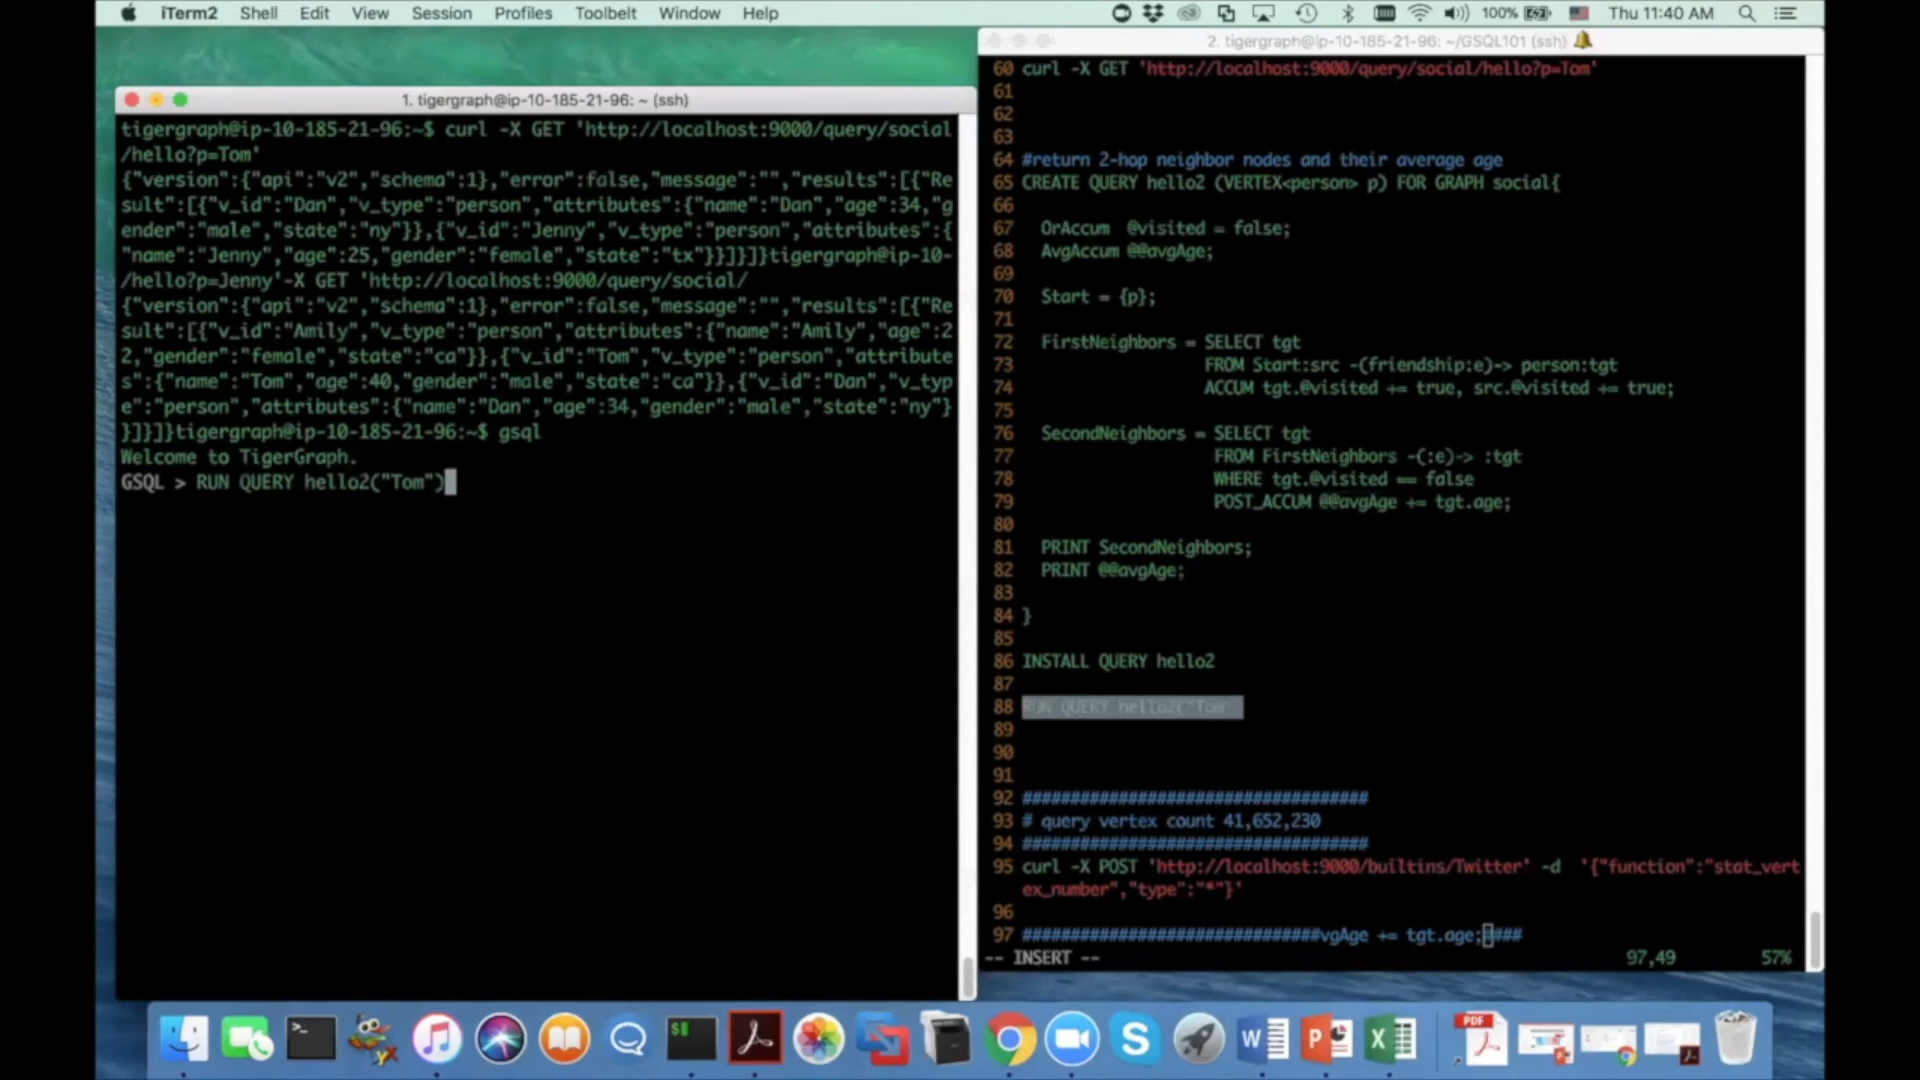 iTerm2 Shell Edit View Session Profiles Toolbelt Window Help 100% Thu 11:40 AM
1. tigergraph@ip-10-185-21-96: ~ (ssh)
tigergraph@ip-10-185-21-96:~$ curl -X GET 'http://localhost:9000/query/social
/hello?p=Tom'
{"version":{"api":"v2","schema":1},"error":false,"message":"","results":[{"Re
sult":[{"v_id":"Dan","v_type":"person","attributes":{"name":"Dan","age":34,"g
ender":"male","state":"ny"}},{"v_id":"Jenny","v_type":"person","attributes":{
"name":"Jenny","age":25,"gender":"female","state":"tx"}}]}]}tigergraph@ip-10-
/hello?p=Jenny'-X GET 'http://localhost:9000/query/social/
{"version":{"api":"v2","schema":1},"error":false,"message":"","results":[{"Re
sult":[{"v_id":"Amily","v_type":"person","attributes":{"name":"Amily","age":2
2,"gender":"female","state":"ca"}},{"v_id":"Tom","v_type":"person","attribute
s":{"name":"Tom","age":40,"gender":"male","state":"ca"}},{"v_id":"Dan","v_typ
e":"person","attributes":{"name":"Dan","age":34,"gender":"male","state":"ny"}
}]}]}tigergraph@ip-10-185-21-96:~$ gsql
Welcome to TigerGraph.
GSQL > RUN QUERY hello2("Tom")
2. tigergraph@ip-10-185-21-96: ~/GSQL101 (ssh)
60 curl -X GET 'http://localhost:9000/query/social/hello?p=Tom'
61
62
63
64 #return 2-hop neighbor nodes and their average age
65 CREATE QUERY hello2 (VERTEX<person> p) FOR GRAPH social{
66
67 OrAccum @visited = false;
68 AvgAccum @@avgAge;
69
70 Start = {p};
71
72 FirstNeighbors = SELECT tgt
73 FROM Start:src -(friendship:e)-> person:tgt
74 ACCUM tgt.@visited += true, src.@visited += true;
75
76 SecondNeighbors = SELECT tgt
77 FROM FirstNeighbors -(:e)-> :tgt
78 WHERE tgt.@visited == false
79 POST_ACCUM @@avgAge += tgt.age;
80
81 PRINT SecondNeighbors;
82 PRINT @@avgAge;
83
84 }
85
86 INSTALL QUERY hello2
87
88 RUN QUERY hello2("Tom"
89
90
91
92 ####################################
93 # query vertex count 41,652,230
94 ####################################
95 curl -X POST 'http://localhost:9000/builtins/Twitter' -d '{"function":"stat_vert
ex_number","type":"*"}'
96
97 ###############################vgAge += tgt.age;####
-- INSERT -- 97,49 57%
PDF